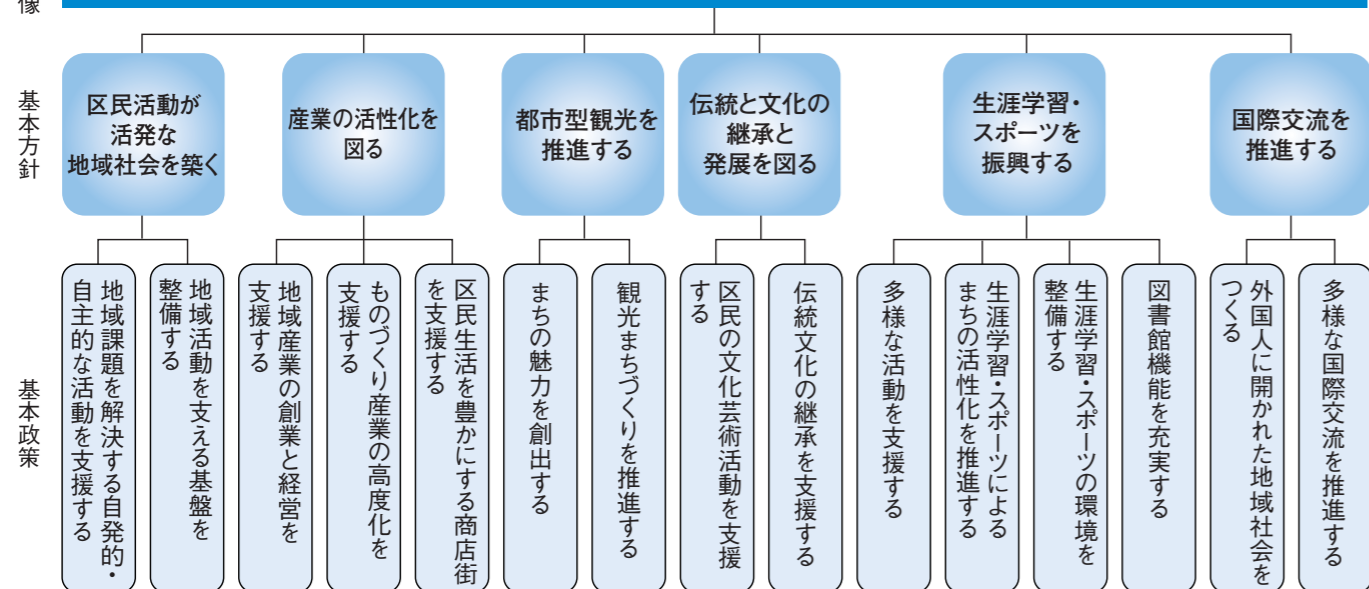 像
基本方針
区民活動が
活発な
地域社会を築く
産業の活性化を
図る
都市型観光を
推進する
伝統と文化の
継承と
発展を図る
生涯学習・
スポーツを
振興する
国際交流を
推進する
基本政策
地域課題を解決する自発的・
自主的な活動を支援する
地域活動を支える基盤を
整備する
地域産業の創業と経営を
支援する
ものづくり産業の高度化を
支援する
区民生活を豊かにする商店街
を支援する
まちの魅力を創出する
観光まちづくりを推進する
区民の文化芸術活動を支援
する
伝統文化の継承を支援する
多様な活動を支援する
生涯学習・スポーツによる
まちの活性化を推進する
生涯学習・スポーツの環境を
整備する
図書館機能を充実する
外国人に開かれた地域社会を
つくる
多様な国際交流を推進する